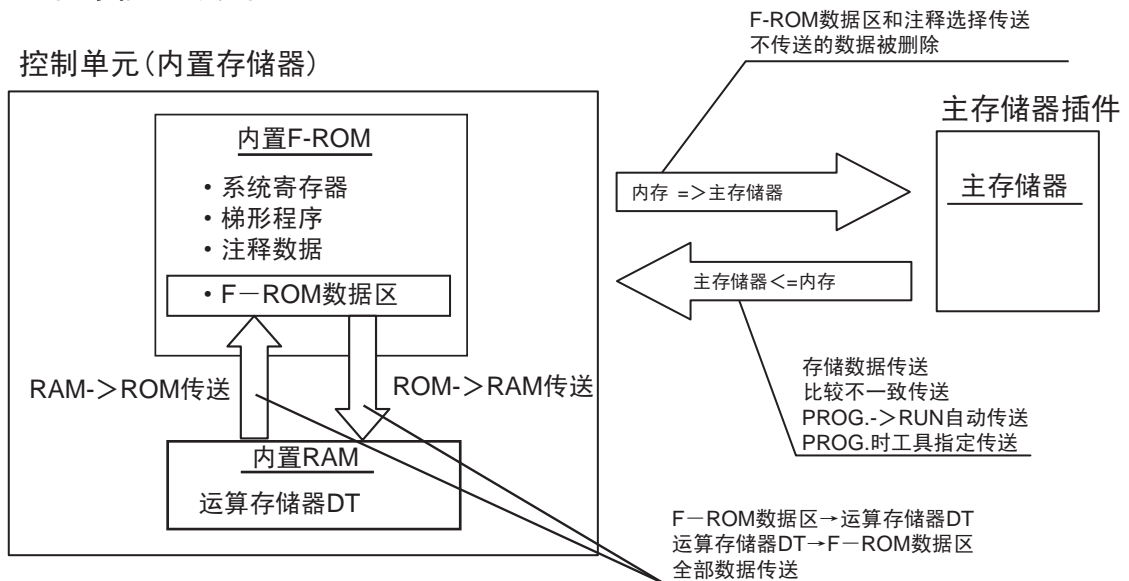 F-ROM数据区和注释选择传送
不传送的数据被删除
控制单元(内置存储器)
主存储器插件
内置F-ROM
・系统寄存器
・梯形程序
・注释数据
・F－ROM数据区
内存 =＞主存储器
主存储器
主存储器＜=内存
RAM-＞ROM传送
ROM-＞RAM传送
存储数据传送
比较不一致传送
PROG.-＞RUN自动传送
PROG.时工具指定传送
内置RAM
运算存储器DT
F－ROM数据区→运算存储器DT
运算存储器DT→F－ROM数据区
全部数据传送